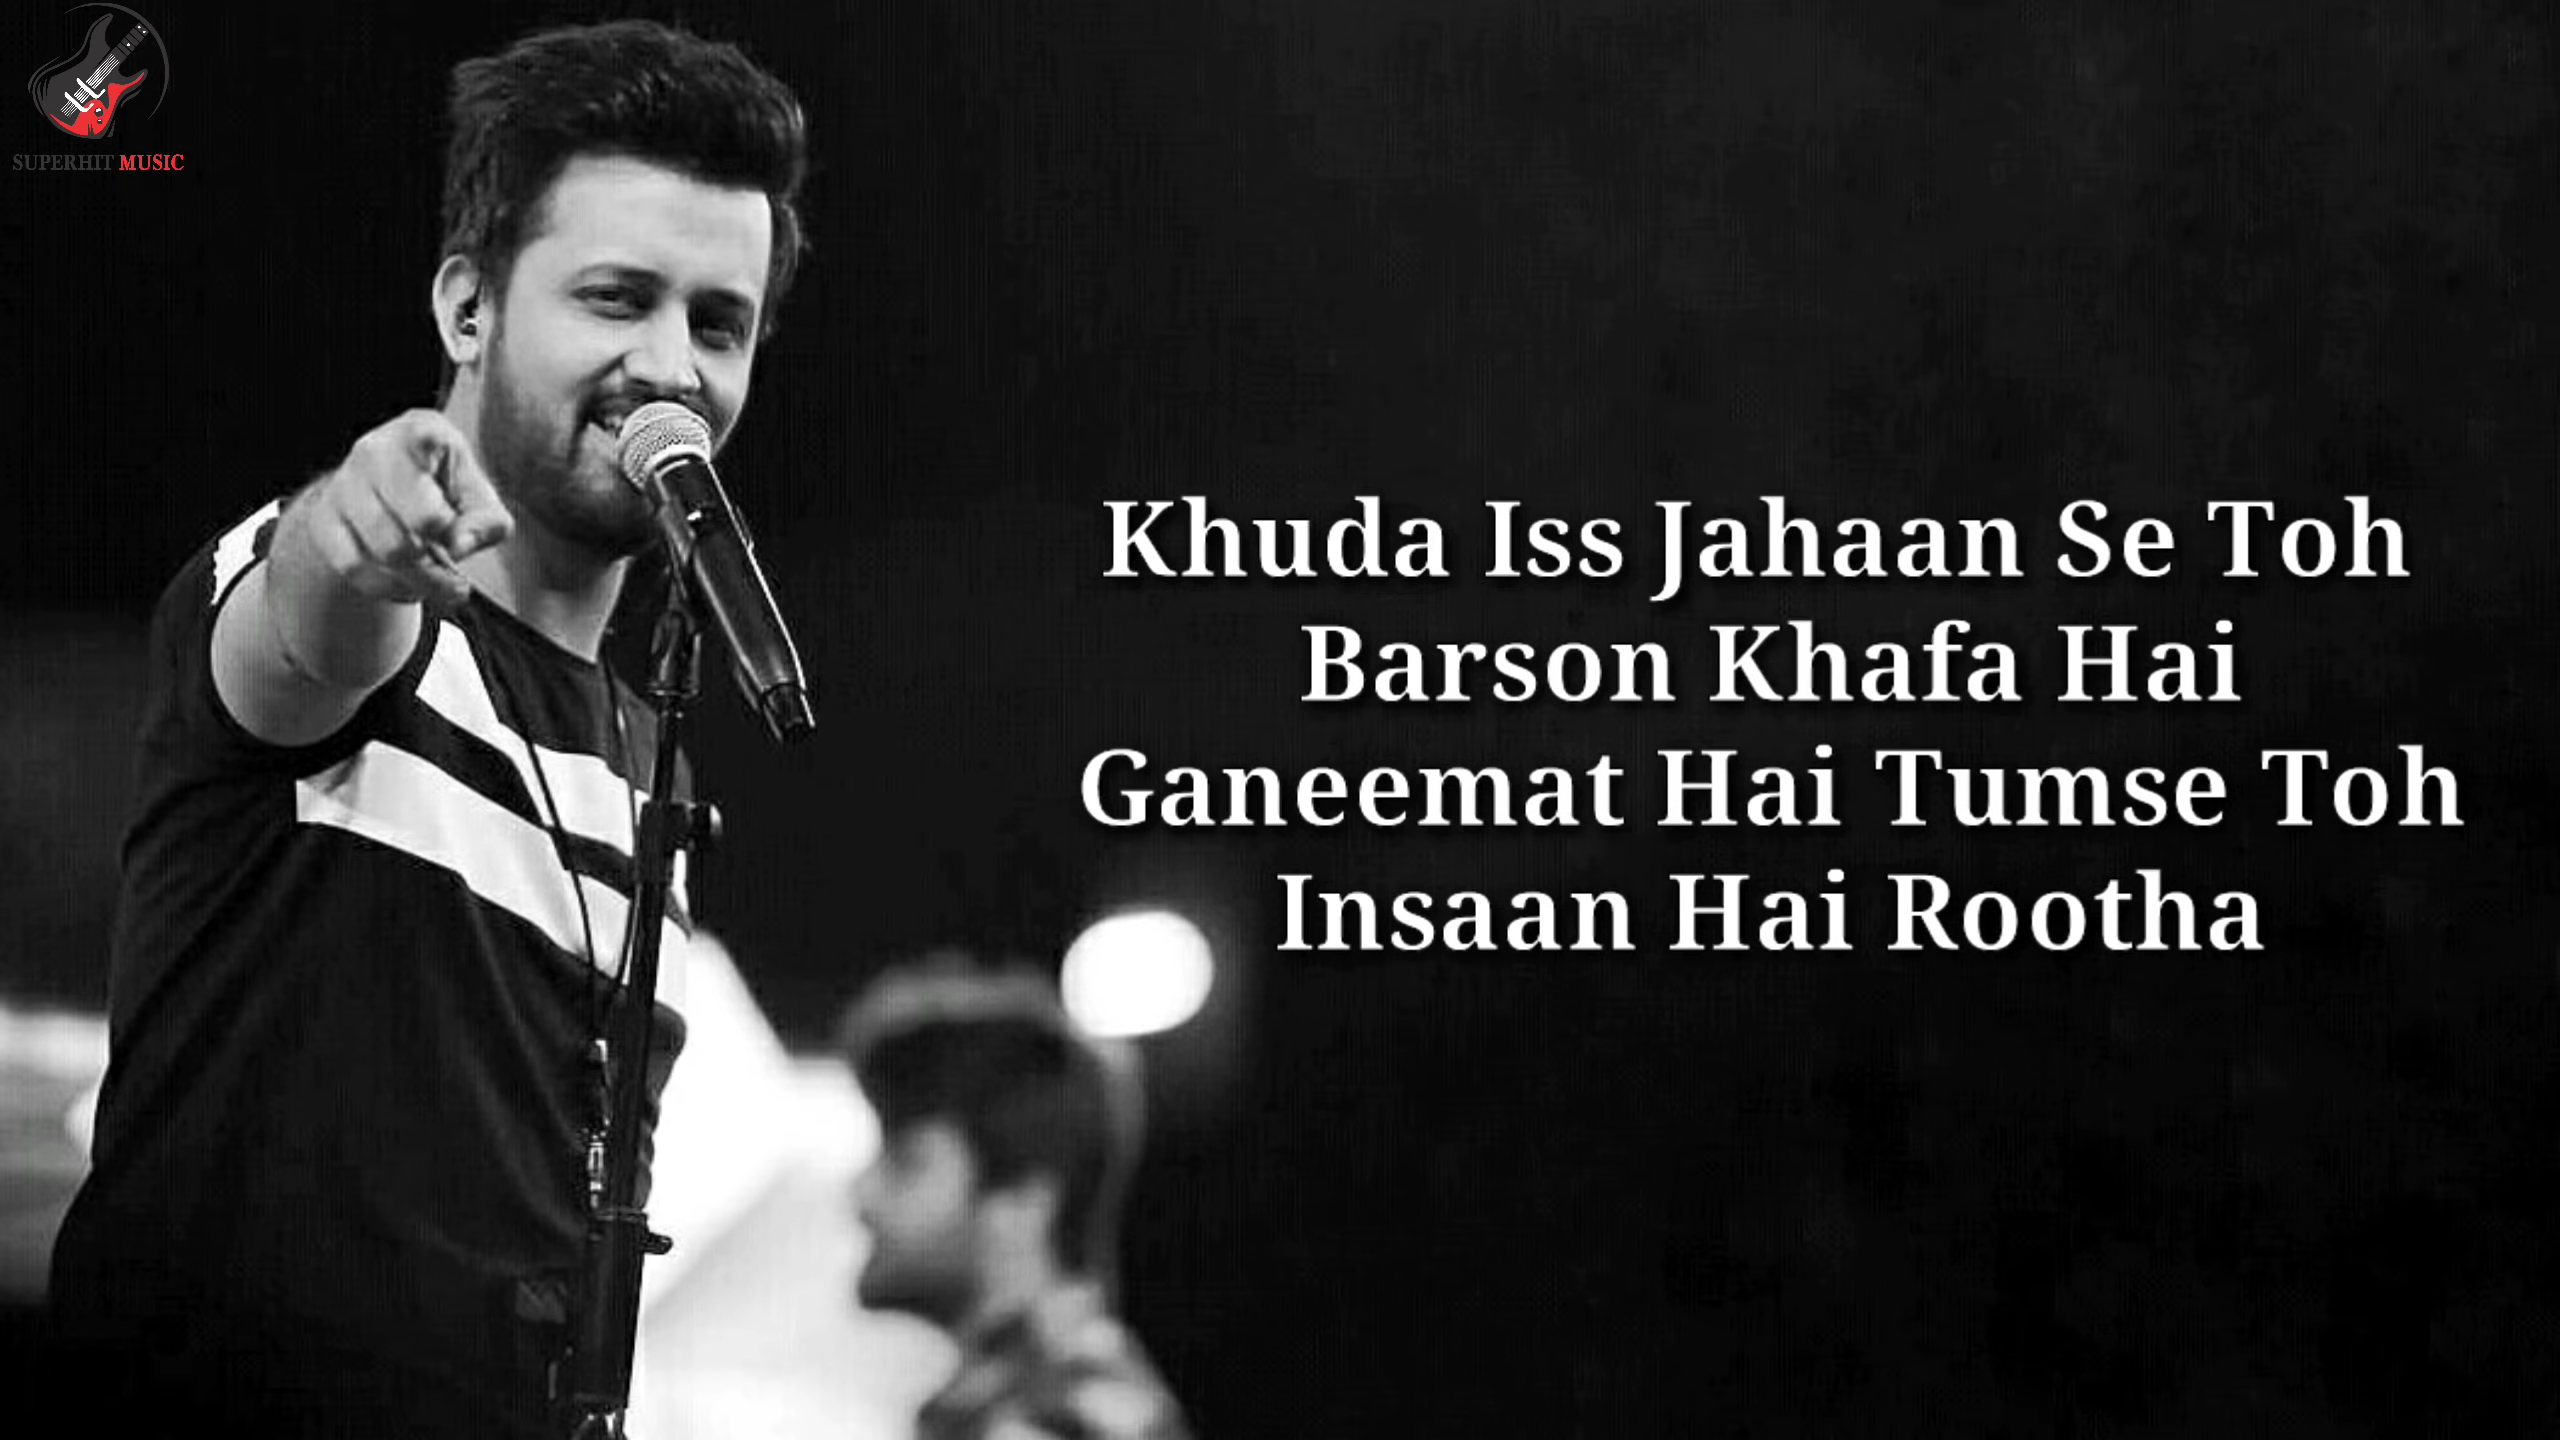 SUPERHIT MUSIC
Khuda Iss Jahaan Se Toh
Barson Khafa Hai
Ganeemat Hai Tumse Toh
Insaan Hai Rootha